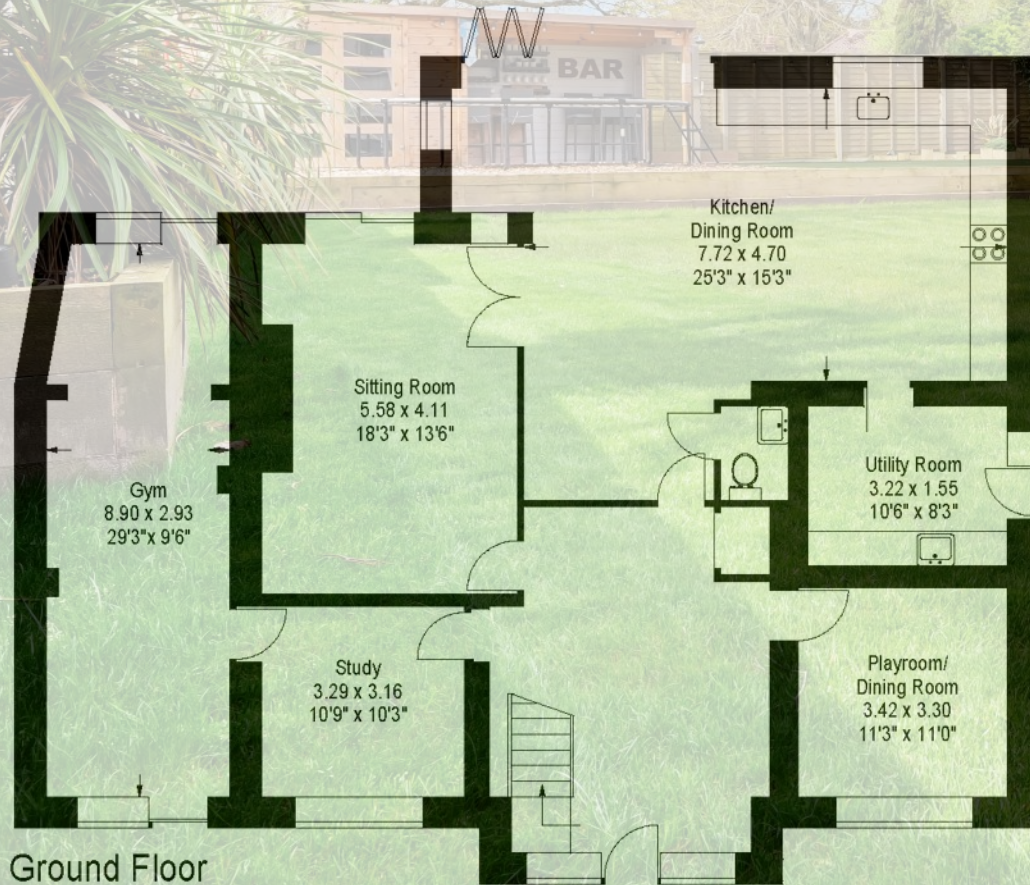 BAR
Kitchen/
Dining Room
7.72 x 4.70
25'3" x 15'3"
Sitting Room
5.58 x 4.11
18'3" x 13'6"
Utility Room
3.22 x 1.55
10'6" x 8'3"
Gym
8.90 x 2.93
29'3"x 9'6"
Study
3.29 x 3.16
10'9" x 10'3"
Playroom/
Dining Room
3.42 x 3.30
11'3" x 11'0"
Ground Floor